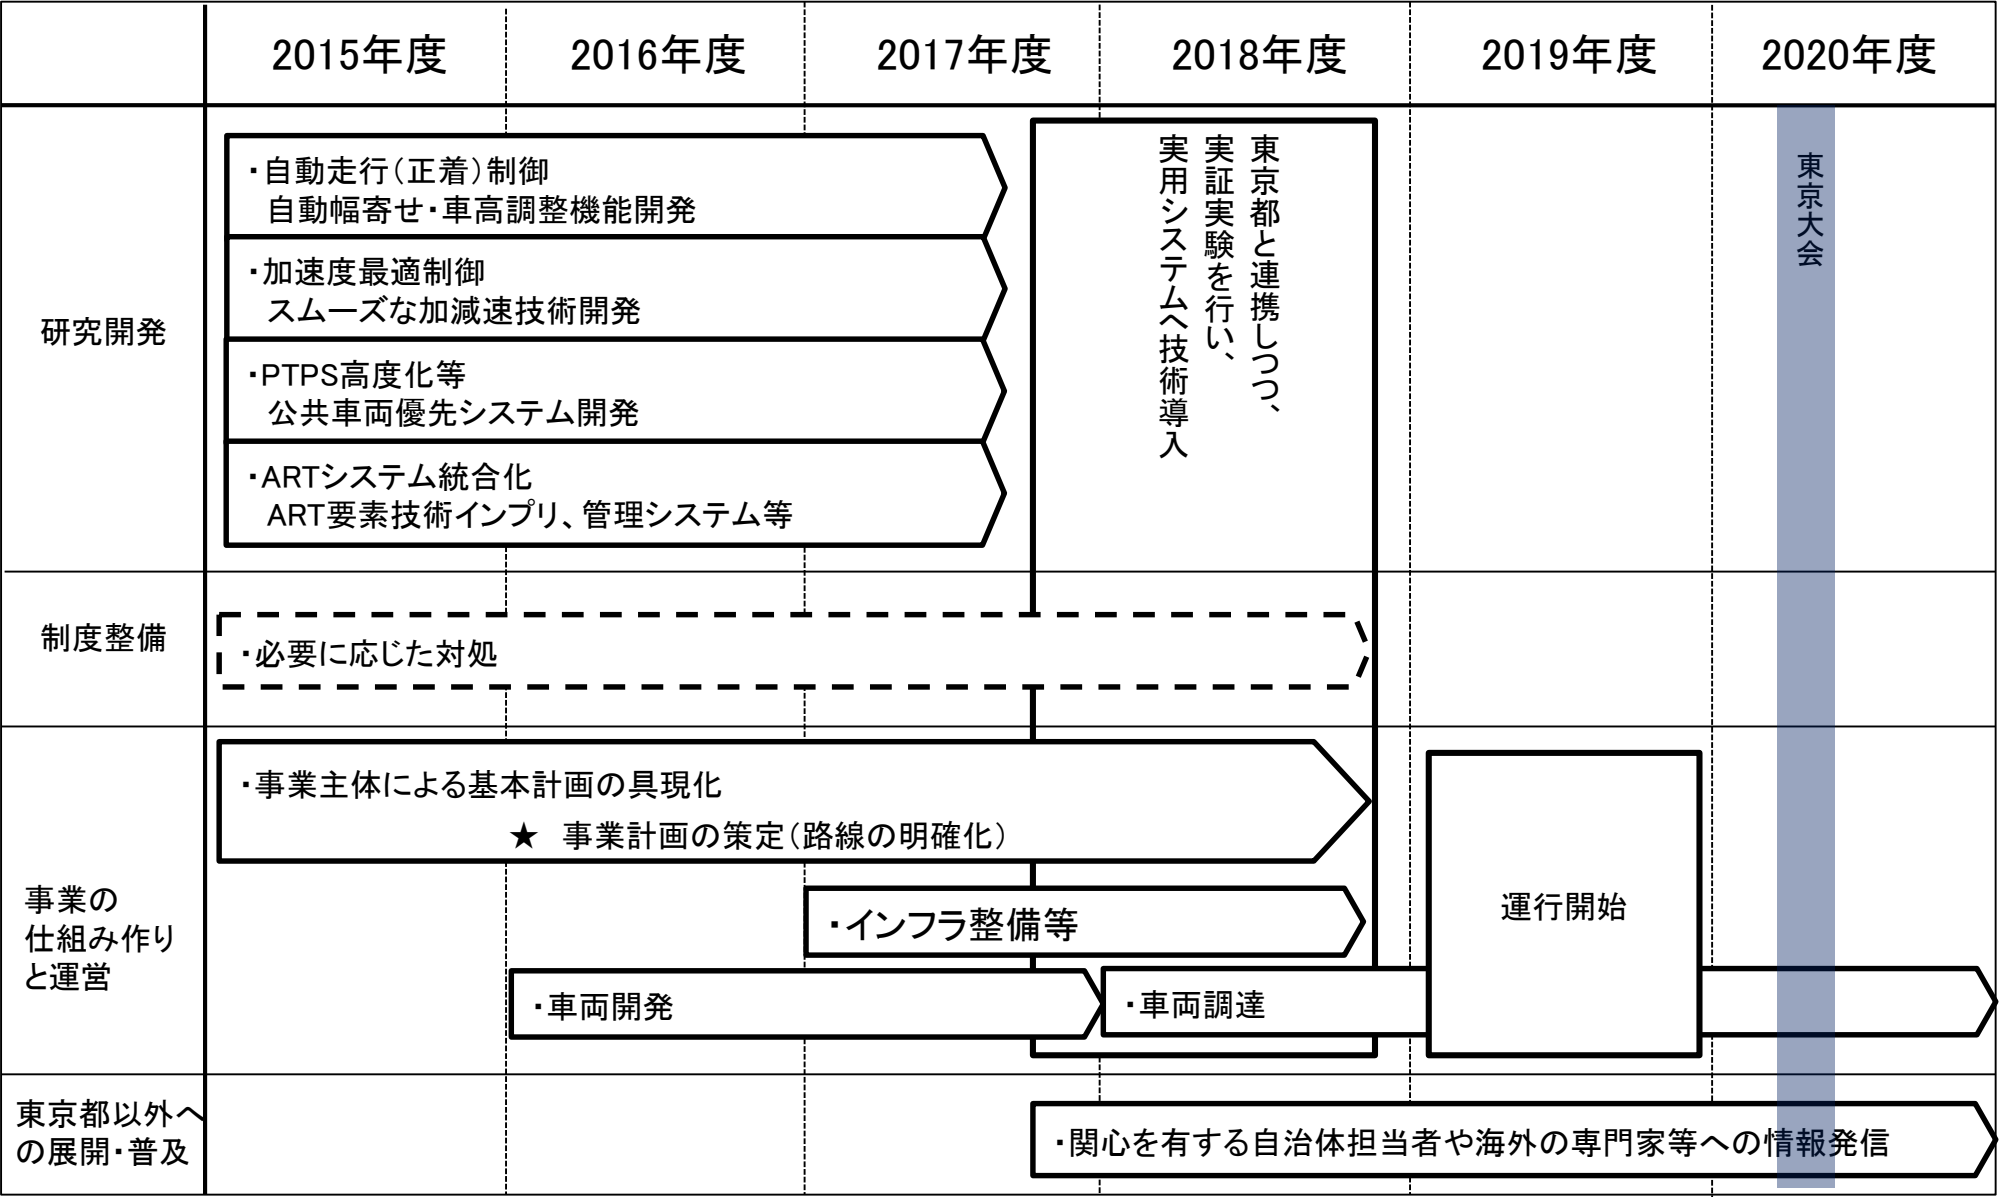 2015年度
2016年度
2017年度
2018年度
2019年度
2020年度
研究開発
・自動走行(正着)制御
自動幅寄せ・車高調整機能開発
・加速度最適制御
スムーズな加減速技術開発
・PTPS高度化等
公共車両優先システム開発
・ARTシステム統合化
ART要素技術インプリ、管理システム等
東京都と連携しつつ、
実証実験を行い、
実用システムへ技術導入
東京大会
制度整備
・必要に応じた対処
事業の
仕組み作り
と運営
・事業主体による基本計画の具現化
★ 事業計画の策定(路線の明確化)
・インフラ整備等
・車両開発
・車両調達
運行開始
東京都以外へ
の展開・普及
・関心を有する自治体担当者や海外の専門家等への情報発信